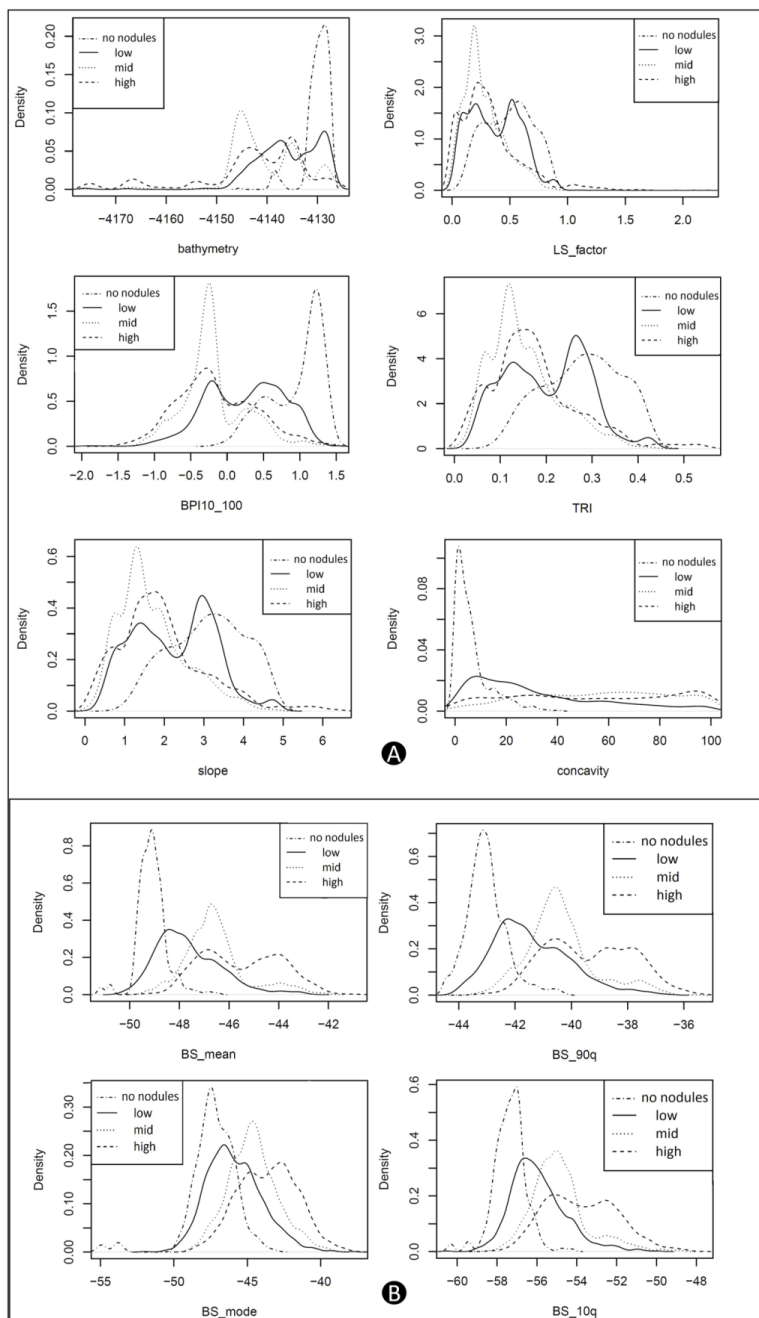 Density
0.00 0.05 0.10 0.15 0.20
no nodules
low
mid
high
−4170 −4160 −4150 −4140 −4130
bathymetry
Density
0.0 1.0 2.0 3.0
no nodules
low
mid
high
0.0 0.5 1.0 2.0
LS_factor
Density
0.0 0.5 1.0 1.5
no nodules
low
mid
high
−2.0 −1.0 0.0 0.5 1.0 1.5
BPI10_100
Density
0 2 4 6
no nodules
low
mid
high
0.0 0.1 0.2 0.3 0.4 0.5
TRI
Density
0.0 0.2 0.4 0.6
no nodules
low
mid
high
0 1 2 3 4 5 6
slope
Density
0.00 0.04 0.08
no nodules
low
mid
high
0 20 40 60 80 100
concavity
A
Density
0.0 0.2 0.4 0.6 0.8
no nodules
low
mid
high
−50 −48 −46 −44 −42
BS_mean
Density
0.0 0.2 0.4 0.6
no nodules
low
mid
high
−44 −42 −40 −38 −36
BS_90q
Density
0.00 0.10 0.20 0.30
no nodules
low
mid
high
−55 −50 −45 −40
BS_mode
Density
0.0 0.2 0.4 0.6
no nodules
low
mid
high
−60 −58 −56 −54 −52 −50 −48
BS_10q
B